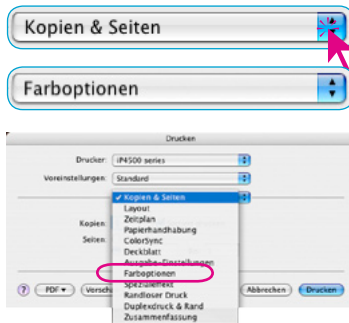 Kopien & Seiten
Farboptionen
Drucken
Drucker: iP4500 series
Voreinstellungen: Standard
✓ Kopien & Seiten
Layout
Kopien: Zeitplan
Papierhandhabung
Seiten: ColorSync
Deckblatt
Ausgabe-Einstellungen
Farboptionen
Spezialeffekt
? PDF ▾ Vorsch Randloser Druck Abbrechen Drucken
Duplexdruck & Rand
Zusammenfassung